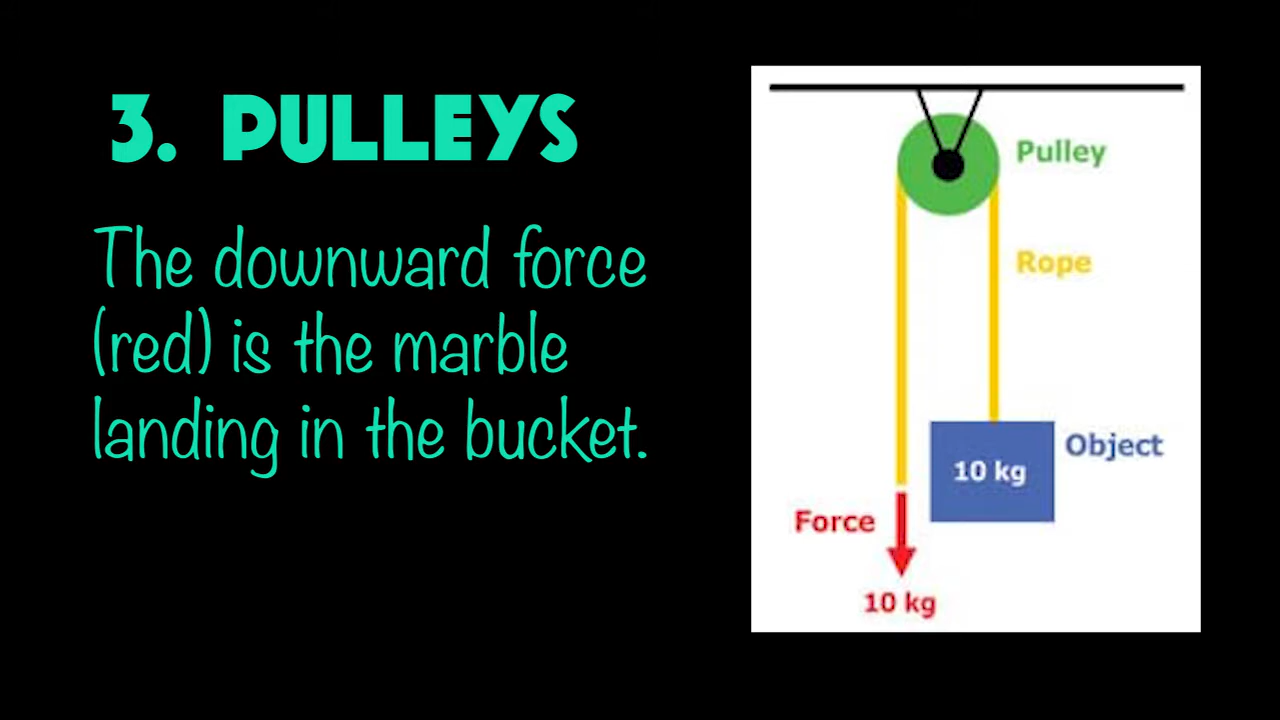 3. PULLEYS
The downward force
(red) is the marble
landing in the bucket.
Pulley
Rope
Object
10 kg
Force
10 kg